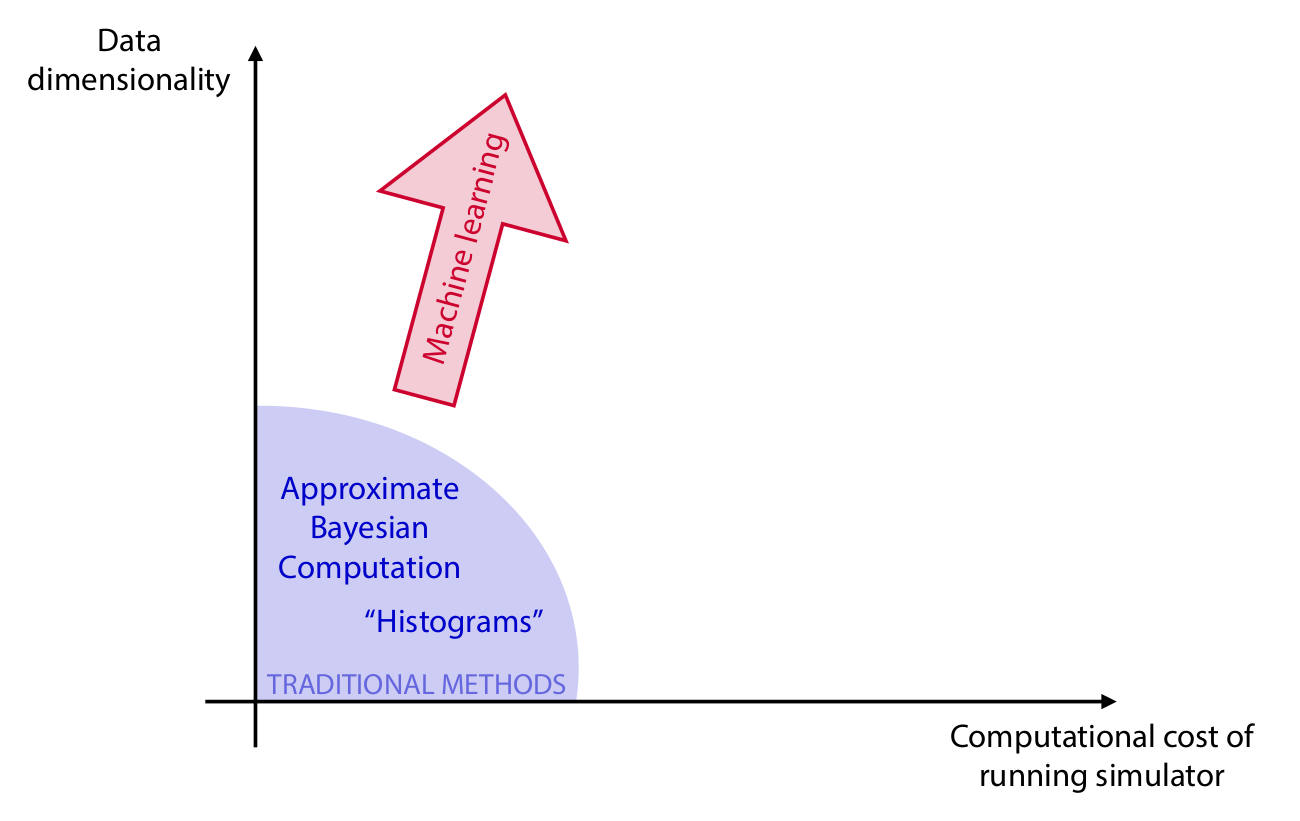 Data
dimensionality
Machine learning
Approximate
Bayesian
Computation
“Histograms”
TRADITIONAL METHODS
Computational cost of
running simulator